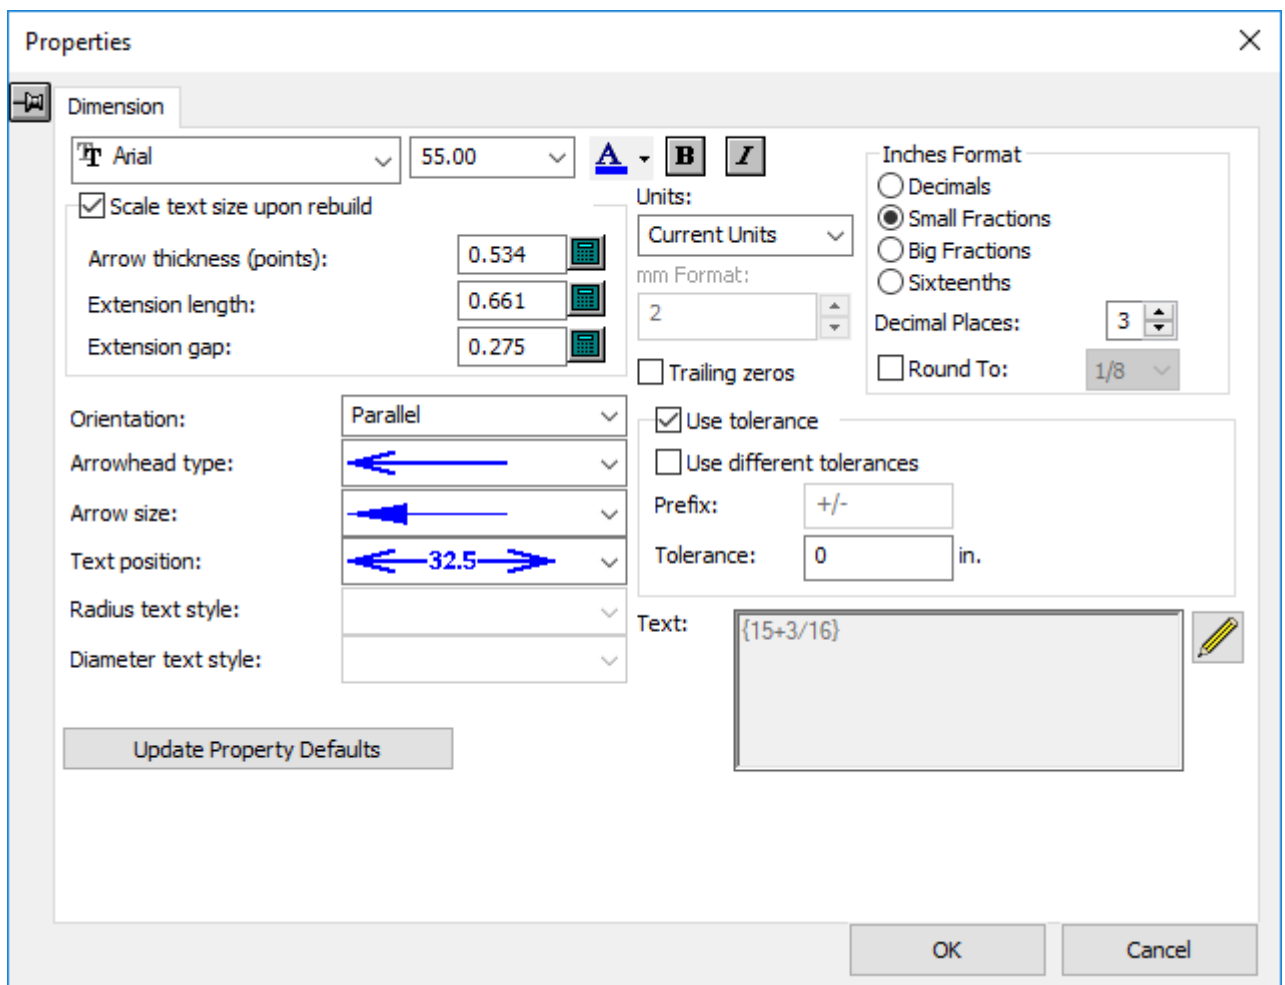 Properties
Dimension
Arial
55.00
A
B
I
Scale text size upon rebuild
Arrow thickness (points):
0.534
Extension length:
0.661
Extension gap:
0.275
Units:
Current Units
mm Format:
2
Trailing zeros
Inches Format
Decimals
Small Fractions
Big Fractions
Sixteenths
Decimal Places:
3
Round To:
1/8
Orientation:
Parallel
Arrowhead type:
Arrow size:
Text position:
32.5
Radius text style:
Diameter text style:
Use tolerance
Use different tolerances
Prefix:
+/-
Tolerance:
0
in.
Text:
{15+3/16}
Update Property Defaults
OK
Cancel